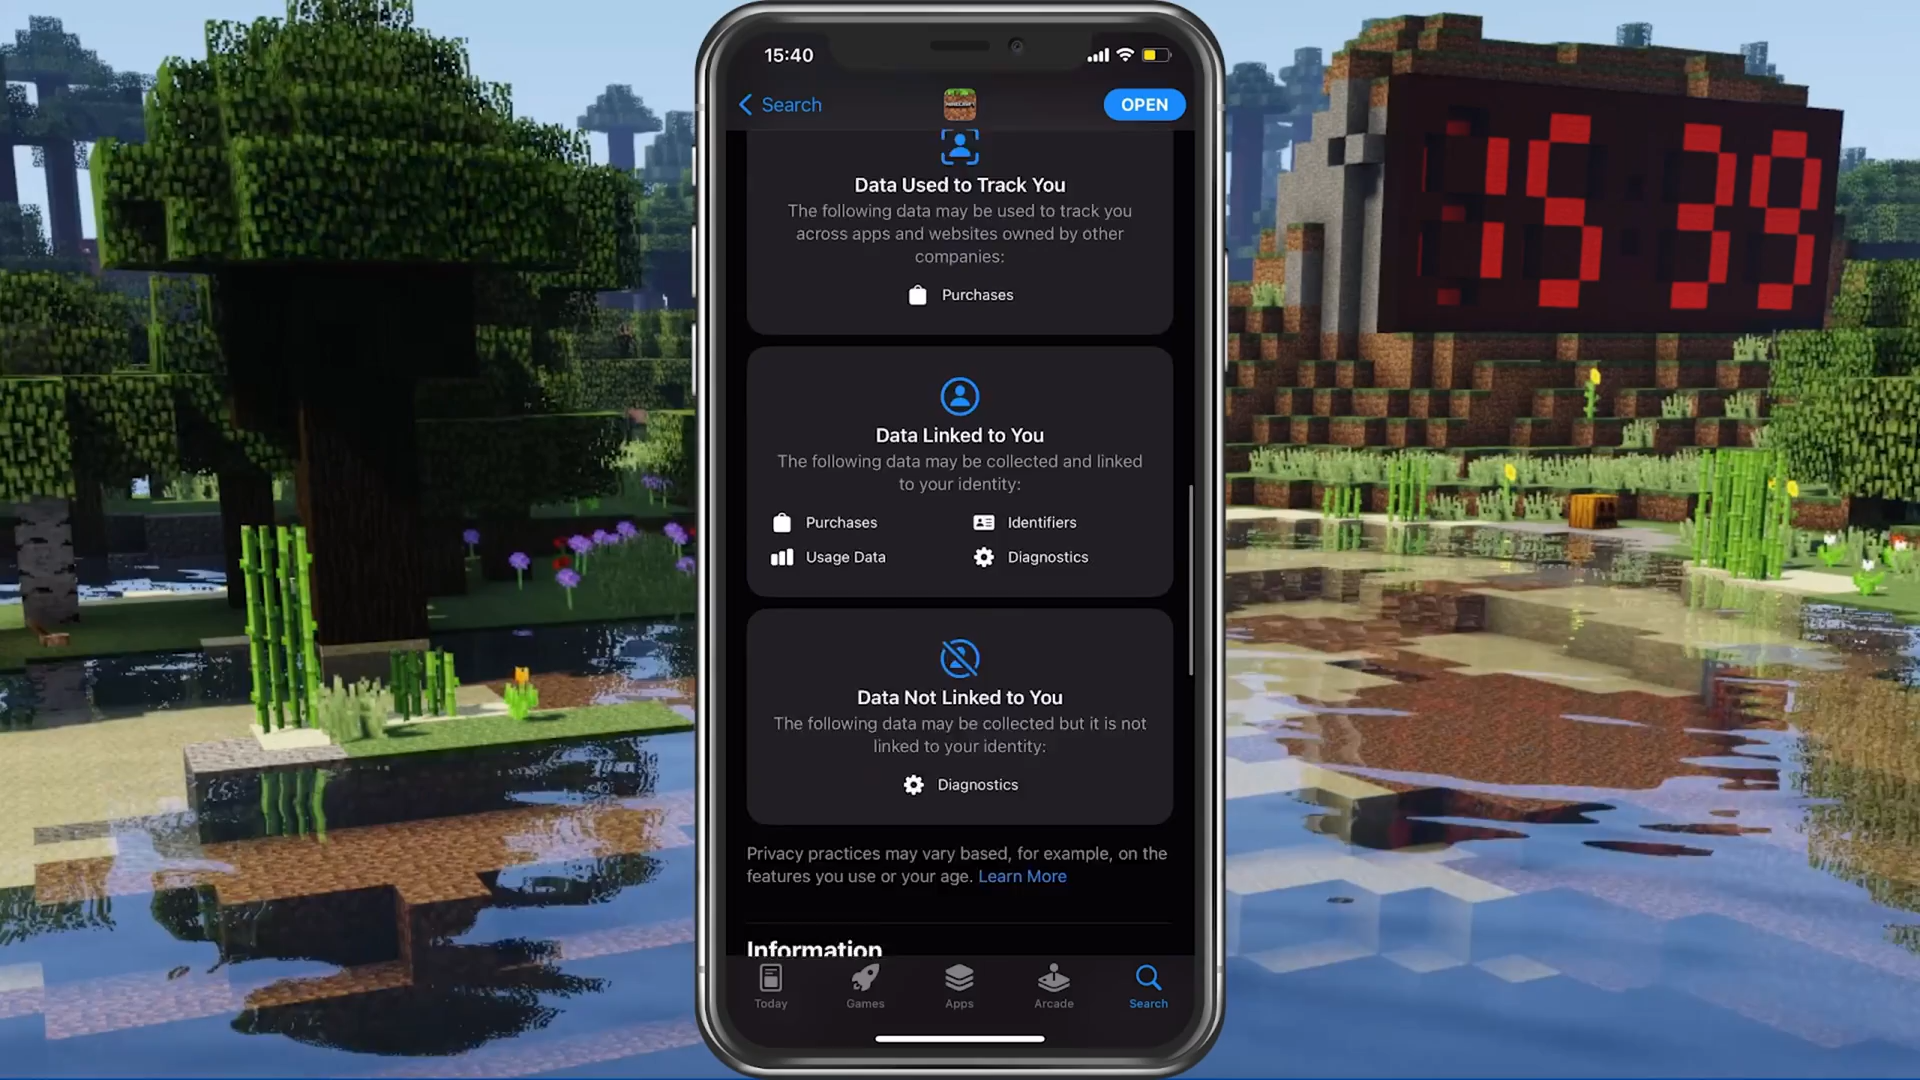 15:40
Search
OPEN
Data Used to Track You
The following data may be used to track you
across apps and websites owned by other
companies:
Purchases
Data Linked to You
The following data may be collected and linked
to your identity:
Purchases
Identifiers
Usage Data
Diagnostics
Data Not Linked to You
The following data may be collected but it is not
linked to your identity:
Diagnostics
Privacy practices may vary based, for example, on the
features you use or your age. Learn More
Information
Today
Games
Apps
Arcade
Search
15:39